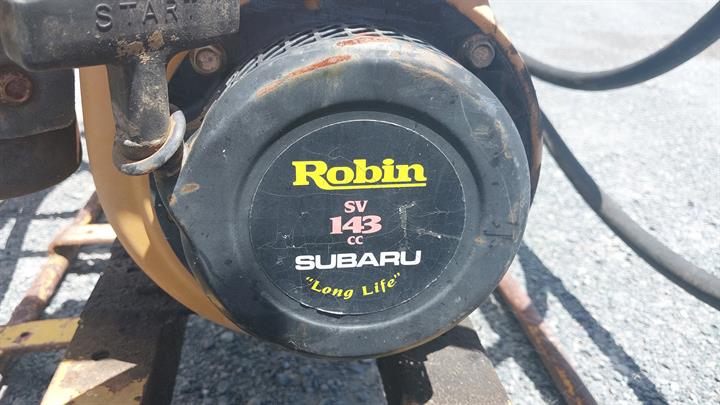 START
Robin
SV
143
CC
SUBARU
"Long Life"